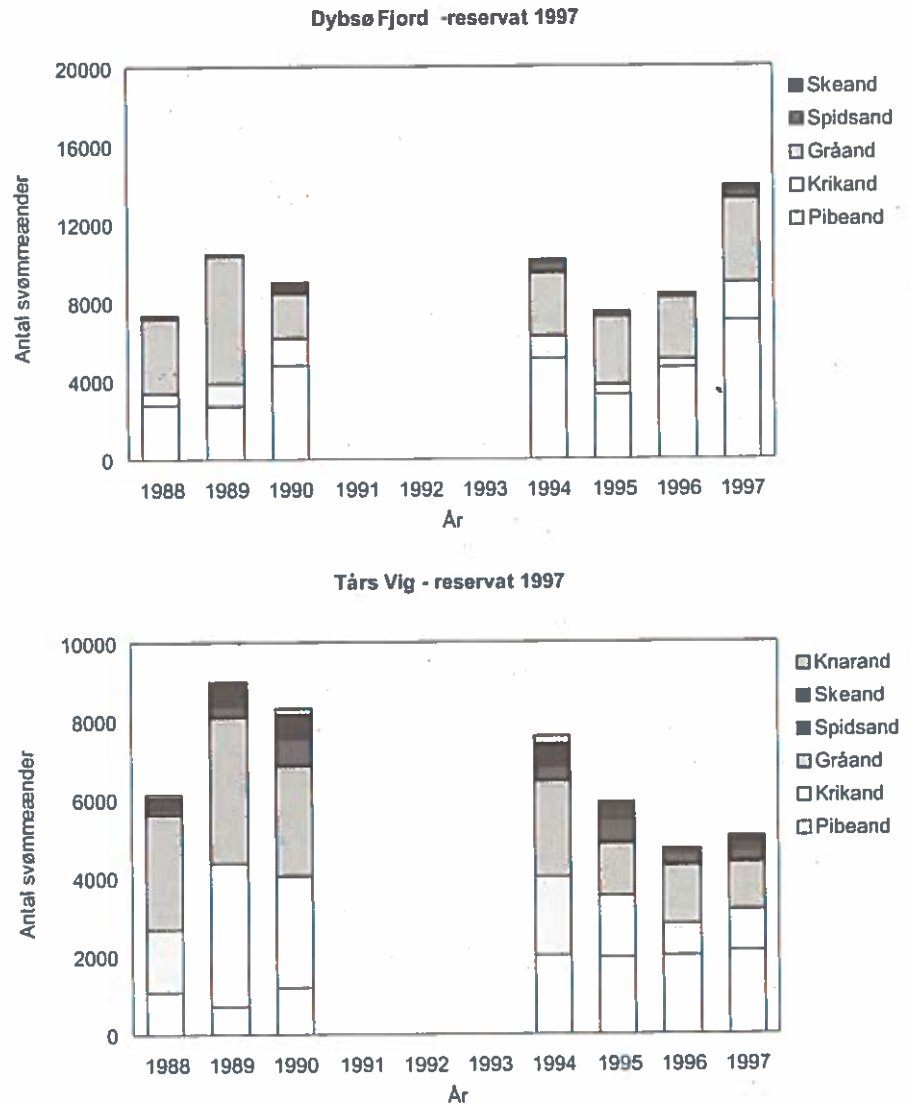 Dybsø Fjord -reservat 1997
20000
16000
12000
8000
4000
0
Antal svømmeænder
1988 1989 1990 1991 1992 1993 1994 1995 1996 1997
År
Skeand
Spidsand
Gråand
Krikand
Pibeand
Tårs Vig - reservat 1997
10000
8000
6000
4000
2000
0
Antal svømmeænder
1988 1989 1990 1991 1992 1993 1994 1995 1996 1997
År
Knarand
Skeand
Spidsand
Gråand
Krikand
Pibeand